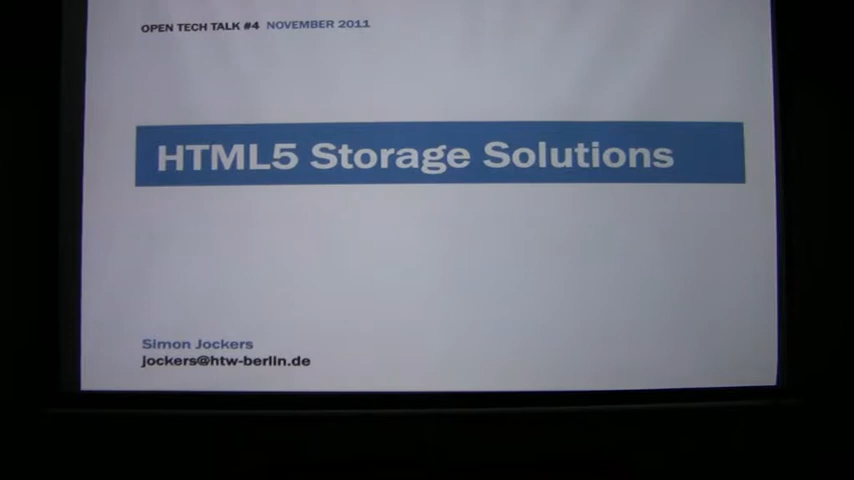 OPEN TECH TALK #4 NOVEMBER 2011
HTML5 Storage Solutions
Simon Jockers
jockers@htw-berlin.de